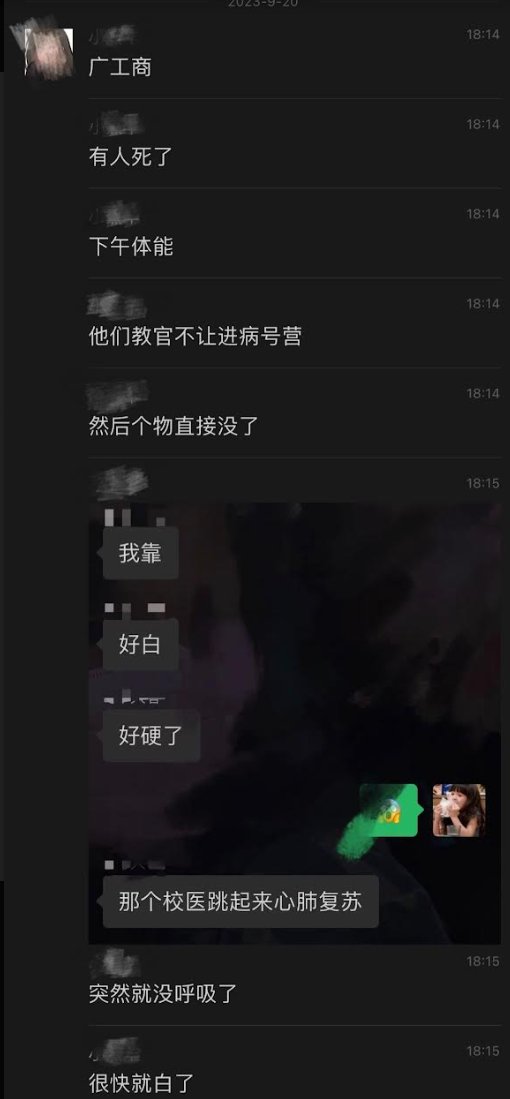 2023-9-20
18:14
广工商
18:14
有人死了
18:14
下午体能
18:14
他们教官不让进病号营
18:14
然后个物直接没了
18:15
我靠
好白
好硬了
那个校医跳起来心肺复苏
18:15
突然就没呼吸了
18:15
很快就白了